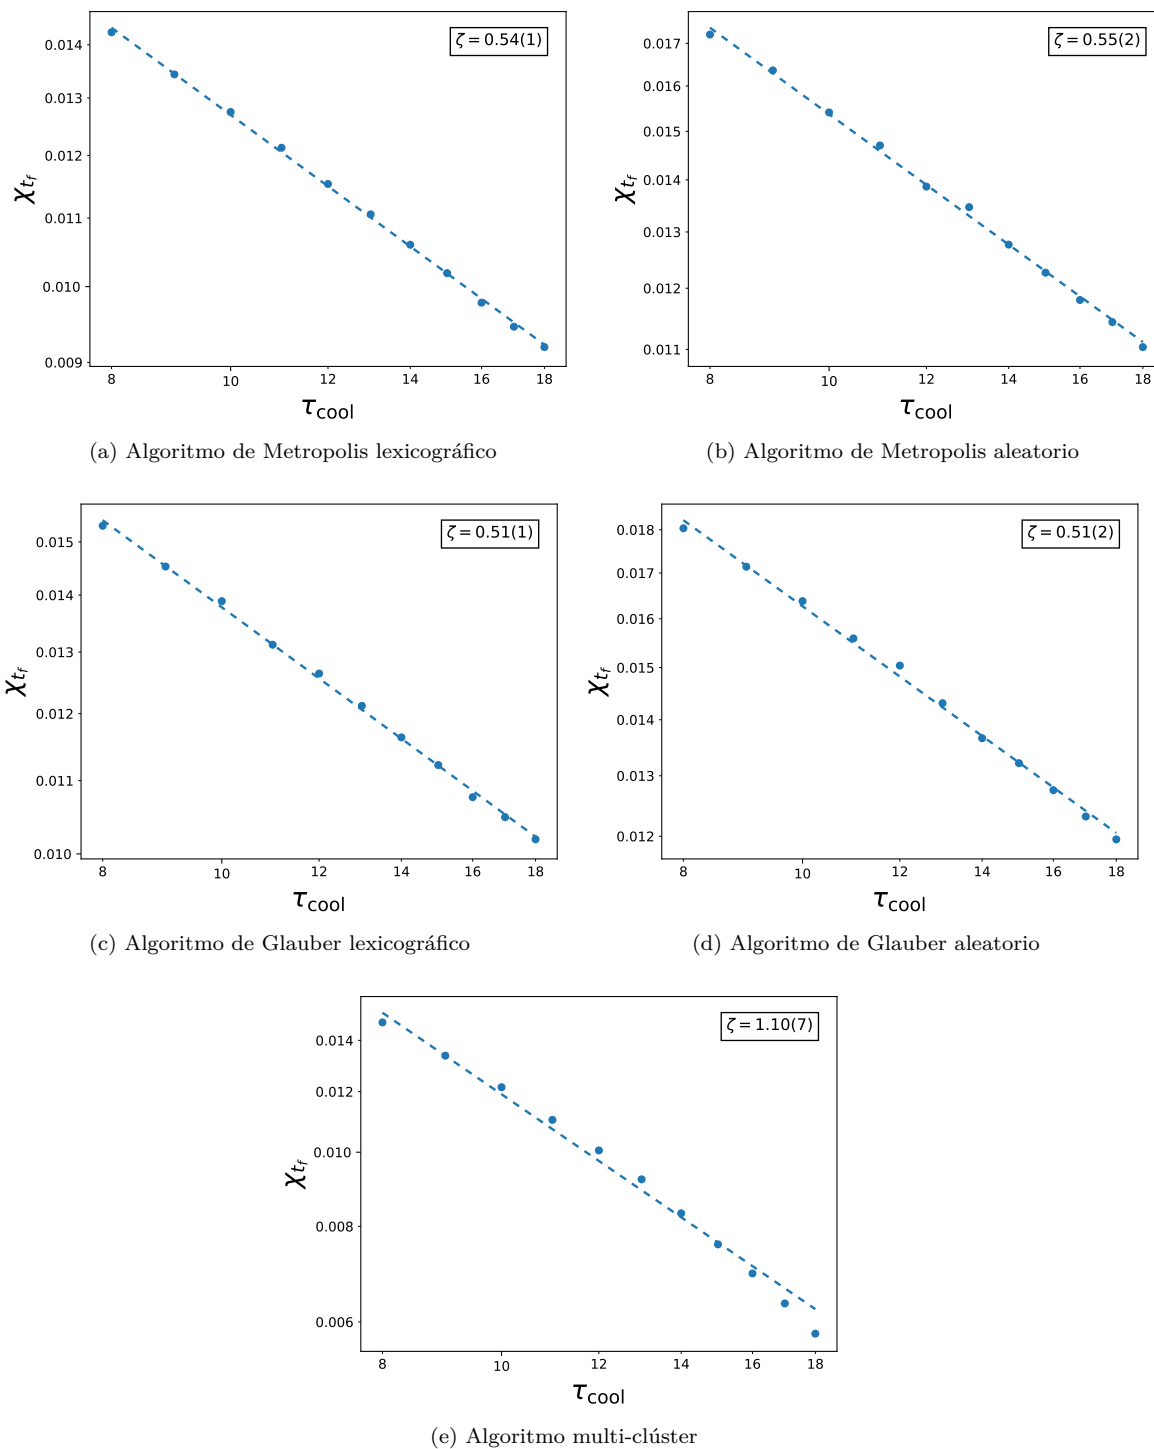 ζ = 0.54(1)
0.014
0.013
0.012
0.011
0.010
0.009
χ_{t_f}
8 10 12 14 16 18
τ_cool
(a) Algoritmo de Metropolis lexicográfico
ζ = 0.55(2)
0.017
0.016
0.015
0.014
0.013
0.012
0.011
χ_{t_f}
8 10 12 14 16 18
τ_cool
(b) Algoritmo de Metropolis aleatorio
ζ = 0.51(1)
0.015
0.014
0.013
0.012
0.011
0.010
χ_{t_f}
8 10 12 14 16 18
τ_cool
(c) Algoritmo de Glauber lexicográfico
ζ = 0.51(2)
0.018
0.017
0.016
0.015
0.014
0.013
0.012
χ_{t_f}
8 10 12 14 16 18
τ_cool
(d) Algoritmo de Glauber aleatorio
ζ = 1.10(7)
0.014
0.012
0.010
0.008
0.006
χ_{t_f}
8 10 12 14 16 18
τ_cool
(e) Algoritmo multi-clúster